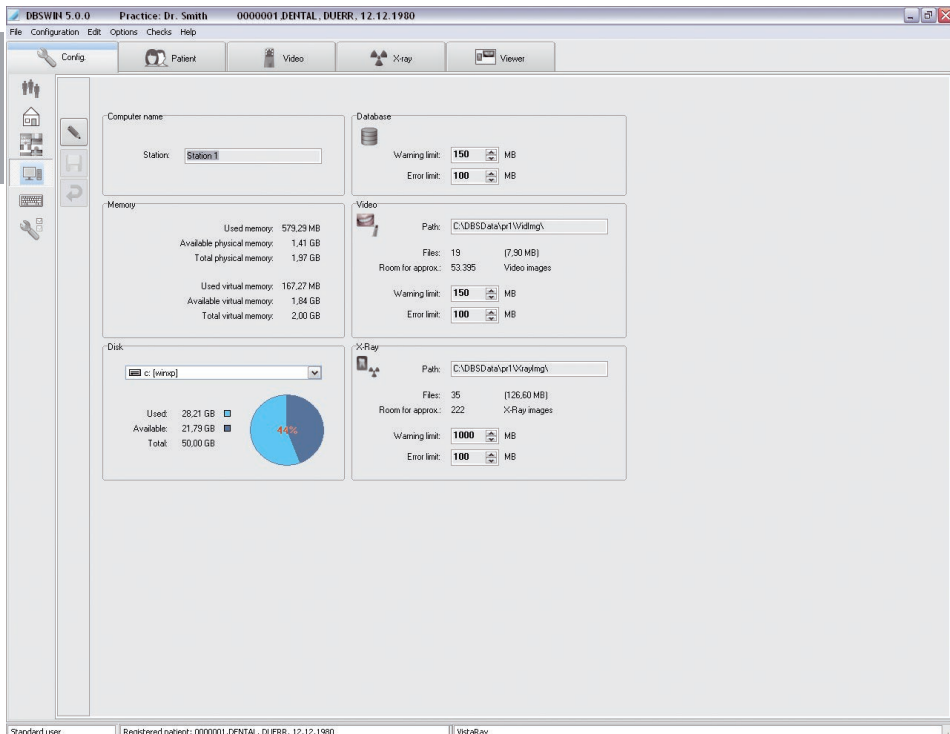 DBSWIN 5.0.0 Practice: Dr. Smith 0000001,DENTAL, DUERR, 12.12.1980
File Configuration Edit Options Checks Help
Config. Patient Video X-ray Viewer
Computer name
Station: Station 1
Memory
Used memory: 579,29 MB
Available physical memory: 1,41 GB
Total physical memory: 1,97 GB
Used virtual memory: 167,27 MB
Available virtual memory: 1,84 GB
Total virtual memory: 2,00 GB
Disk
c: [winxp]
Used: 28,21 GB
Available: 21,79 GB
Total: 50,00 GB
44%
Database
Warning limit: 150 MB
Error limit: 100 MB
Video
Path: C:\DBSData\pr1\VidImg\
Files: 19 (7,90 MB)
Room for approx.: 53.395 Video images
Warning limit: 150 MB
Error limit: 100 MB
X-Ray
Path: C:\DBSData\pr1\XrayImg\
Files: 35 (126,60 MB)
Room for approx.: 222 X-Ray images
Warning limit: 1000 MB
Error limit: 100 MB
Standard user Registered patient: 0000001,DENTAL, DUERR, 12.12.1980 VistaRay